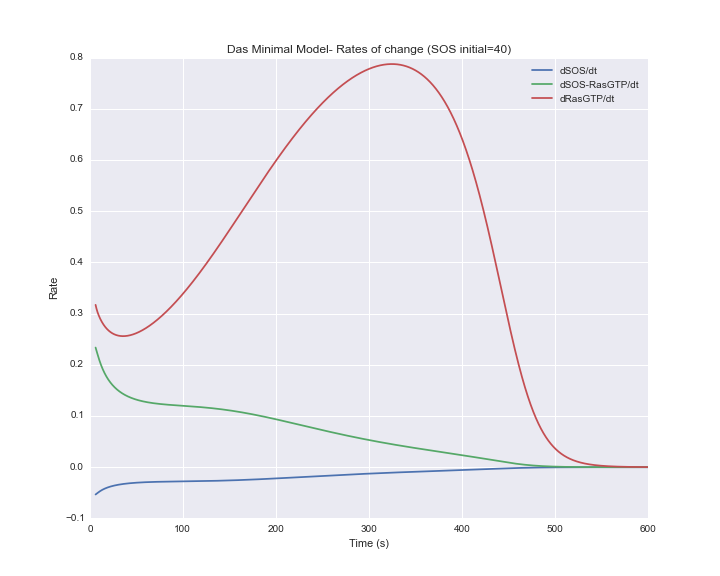 Das Minimal Model- Rates of change (SOS initial=40)
dSOS/dt
dSOS-RasGTP/dt
dRasGTP/dt
0.8
0.7
0.6
0.5
0.4
0.3
0.2
0.1
0.0
−0.1
Rate
0 100 200 300 400 500 600
Time (s)